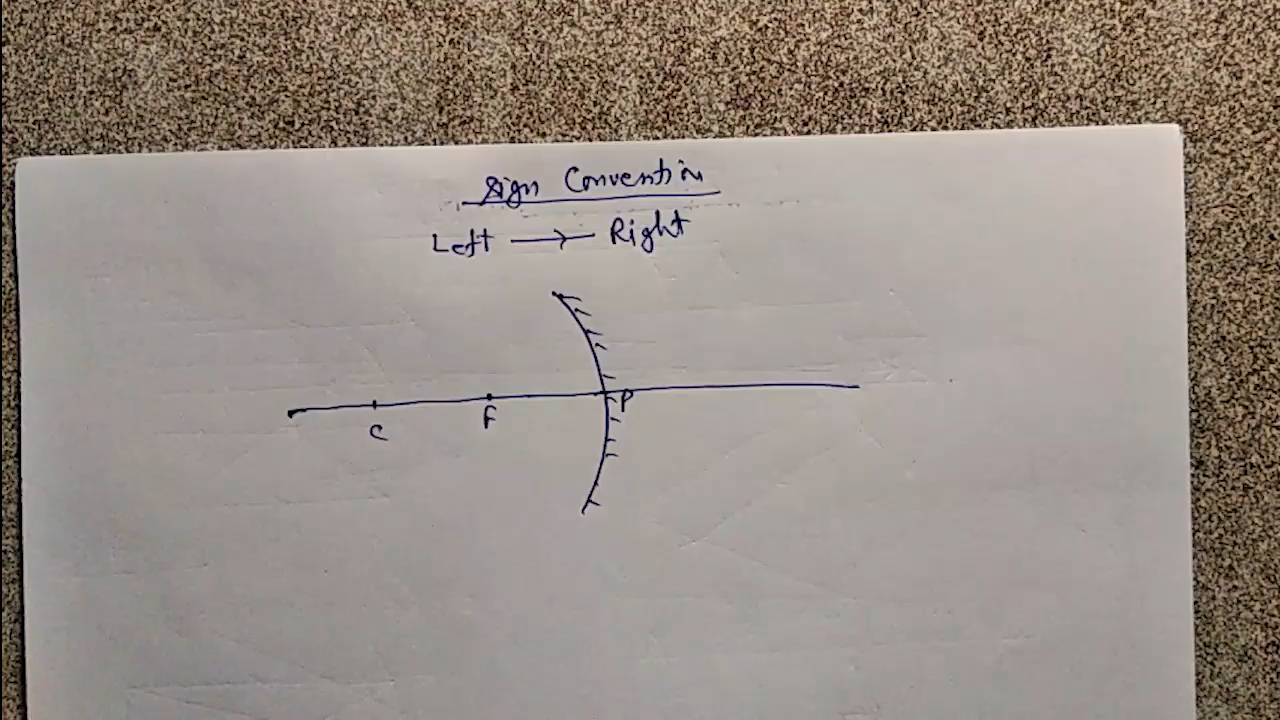 Sign Convention
Left → Right
C F P